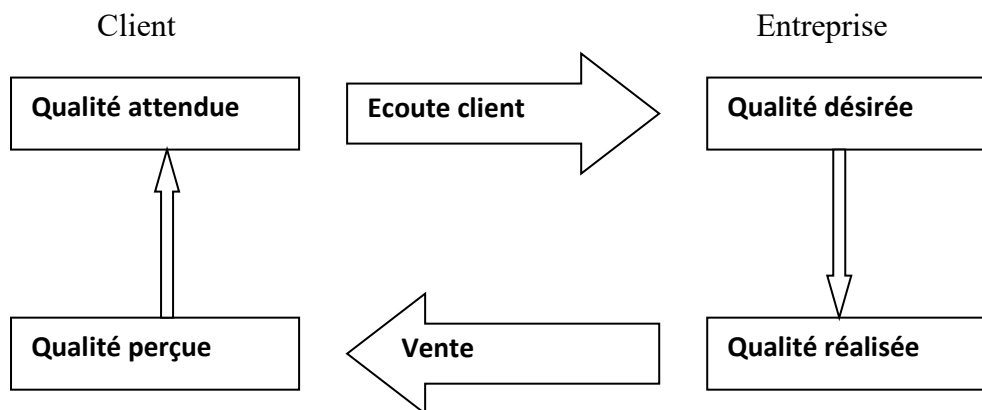 Client
Entreprise
Qualité attendue
Ecoute client
Qualité désirée
Qualité perçue
Vente
Qualité réalisée